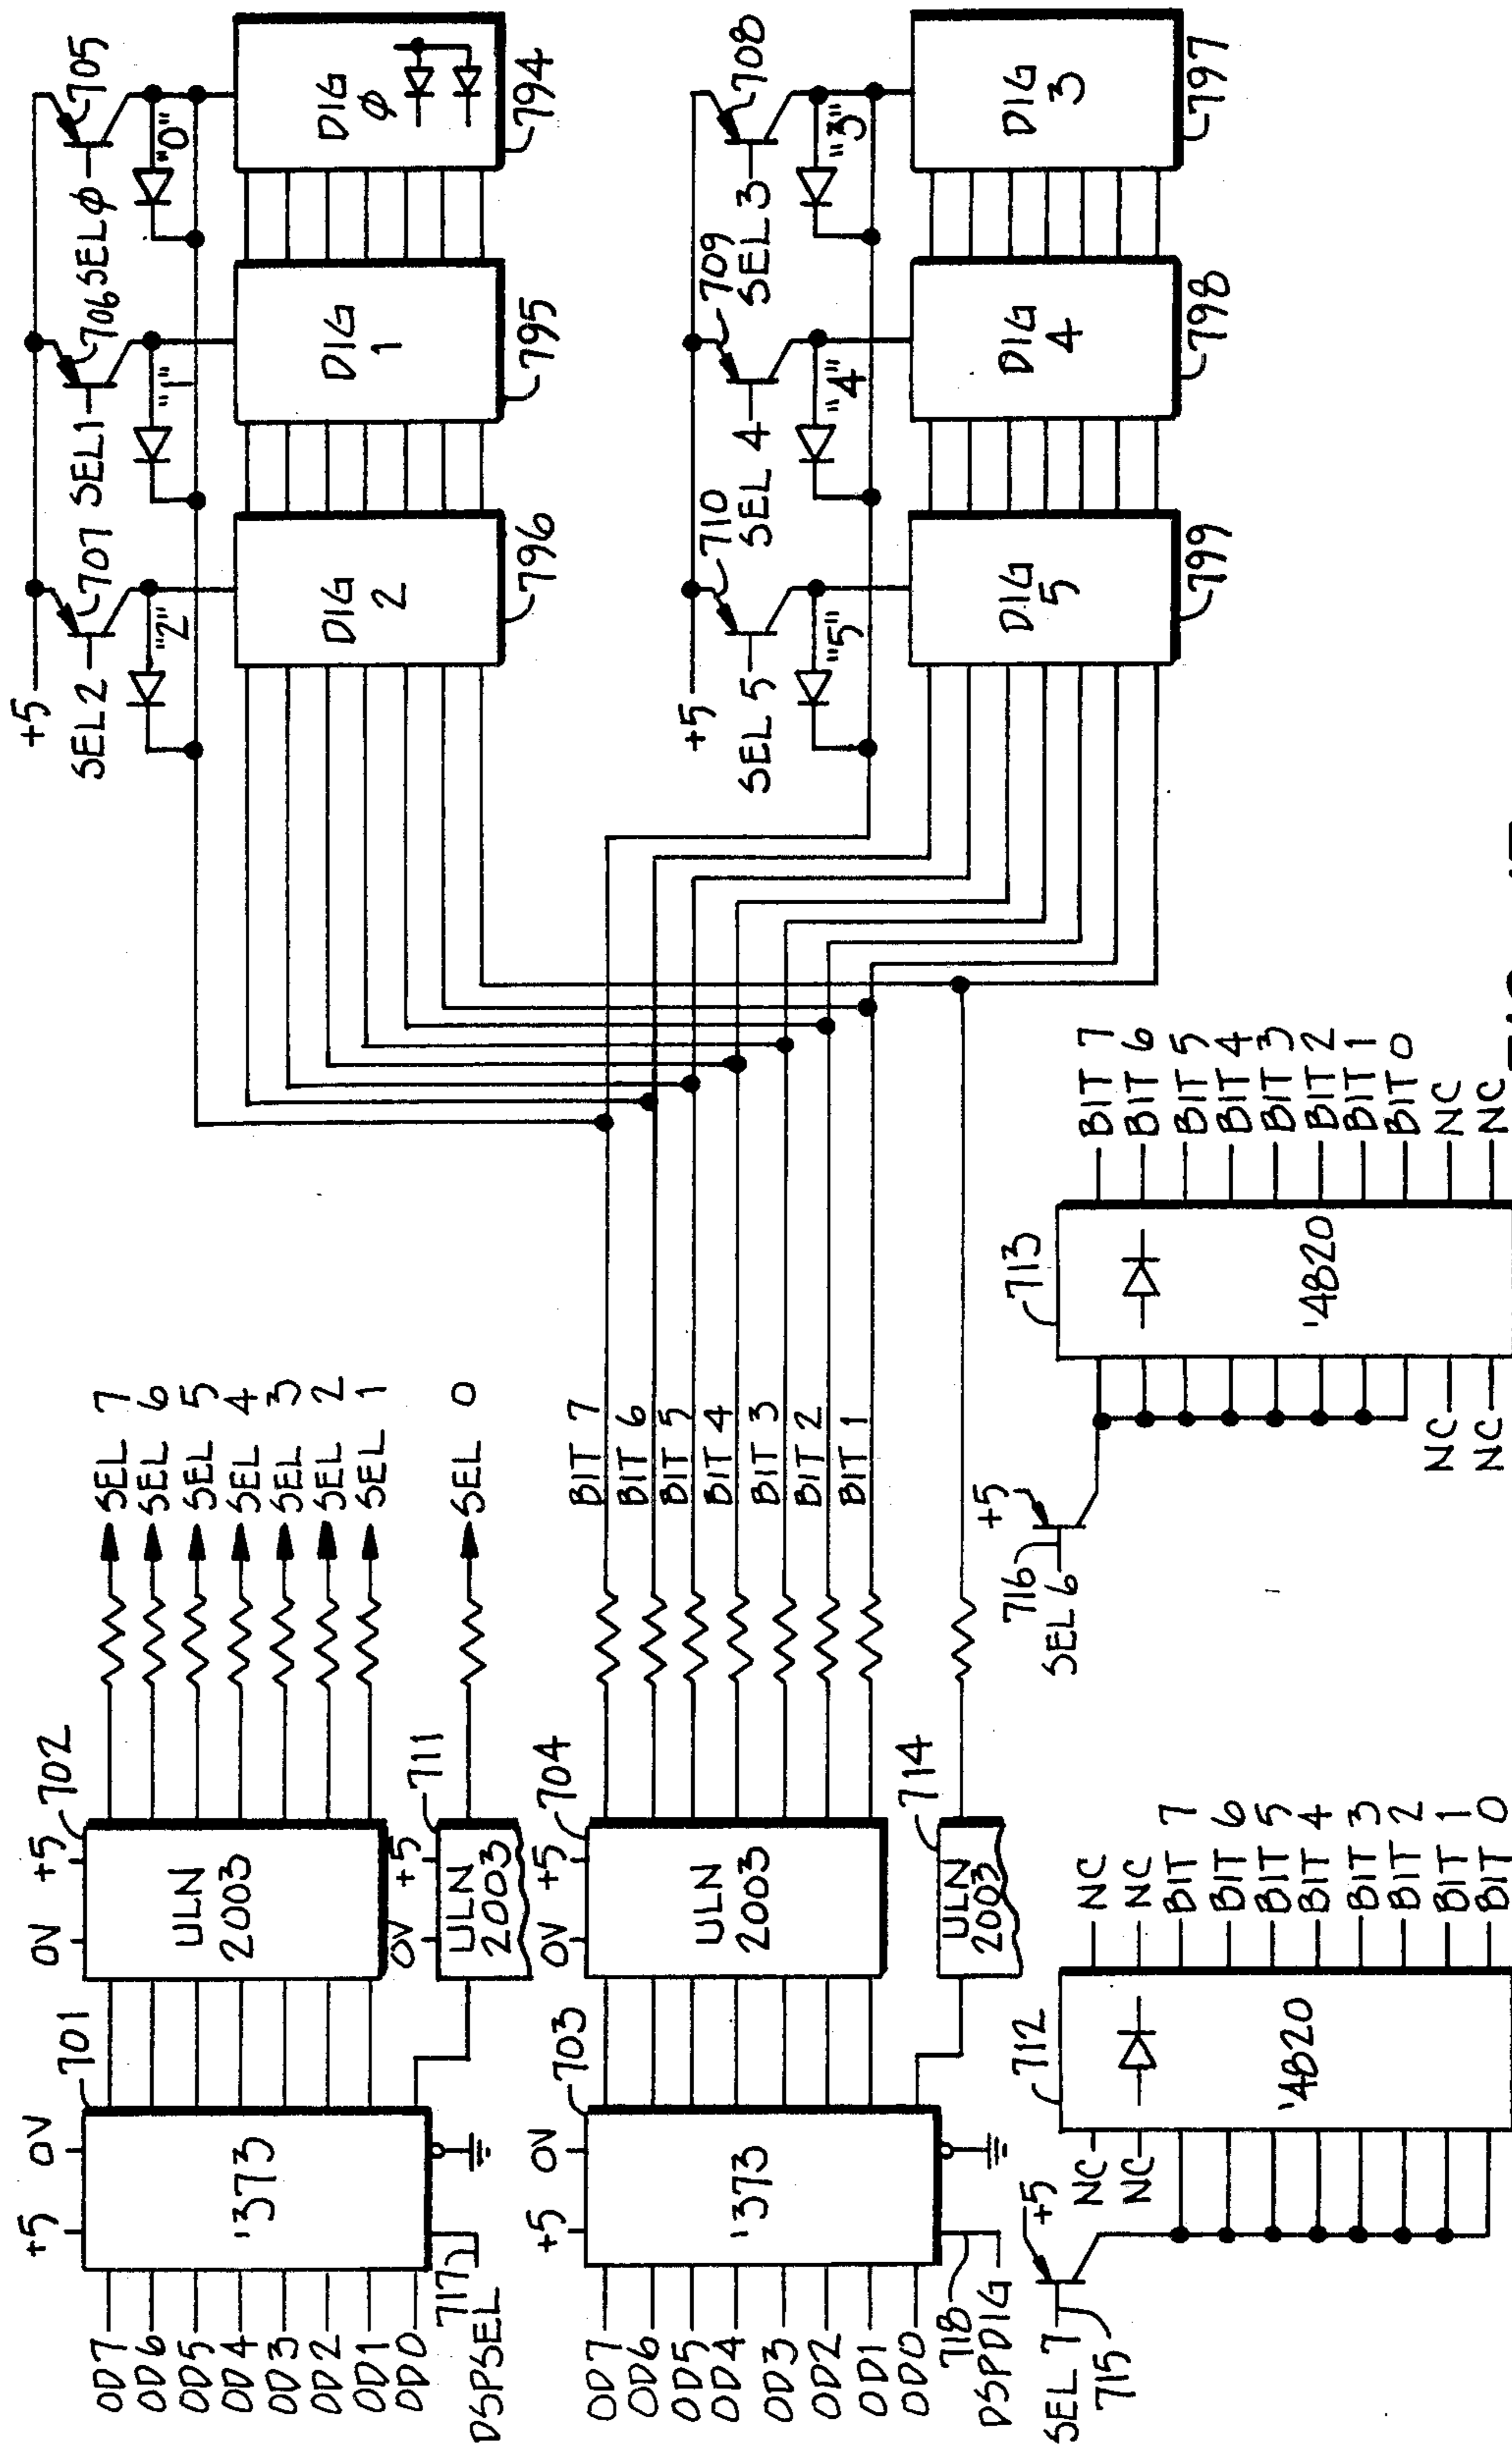 +5
SEL2
707
SEL1
706
SELφ
705
"2"
"1"
"0"
DIG
2
DIG
1
DIG
φ
796
795
794
+5
SEL 5
710
SEL 4
709
SEL 3
708
"5"
"4"
"3"
DIG
5
DIG
4
DIG
3
799
798
797
+5
0V
701
0V
+5
702
'373
ULN
2003
OD7
OD6
OD5
OD4
OD3
OD2
OD1
OD0
717
DSPSEL
SEL 7
SEL 6
SEL 5
SEL 4
SEL 3
SEL 2
SEL 1
0V
+5
711
ULN
2003
SEL 0
+5
0V
703
0V
+5
704
'373
ULN
2003
OD7
OD6
OD5
OD4
OD3
OD2
OD1
OD0
718
DSPDIG
BIT 7
BIT 6
BIT 5
BIT 4
BIT 3
BIT 2
BIT 1
714
ULN
2003
SEL 7
715
+5
NC
NC
712
'4820
NC
NC
BIT 7
BIT 6
BIT 5
BIT 4
BIT 3
BIT 2
BIT 1
BIT 0
716
SEL 6
+5
NC
NC
713
'4820
BIT 7
BIT 6
BIT 5
BIT 4
BIT 3
BIT 2
BIT 1
BIT 0
NC
NC